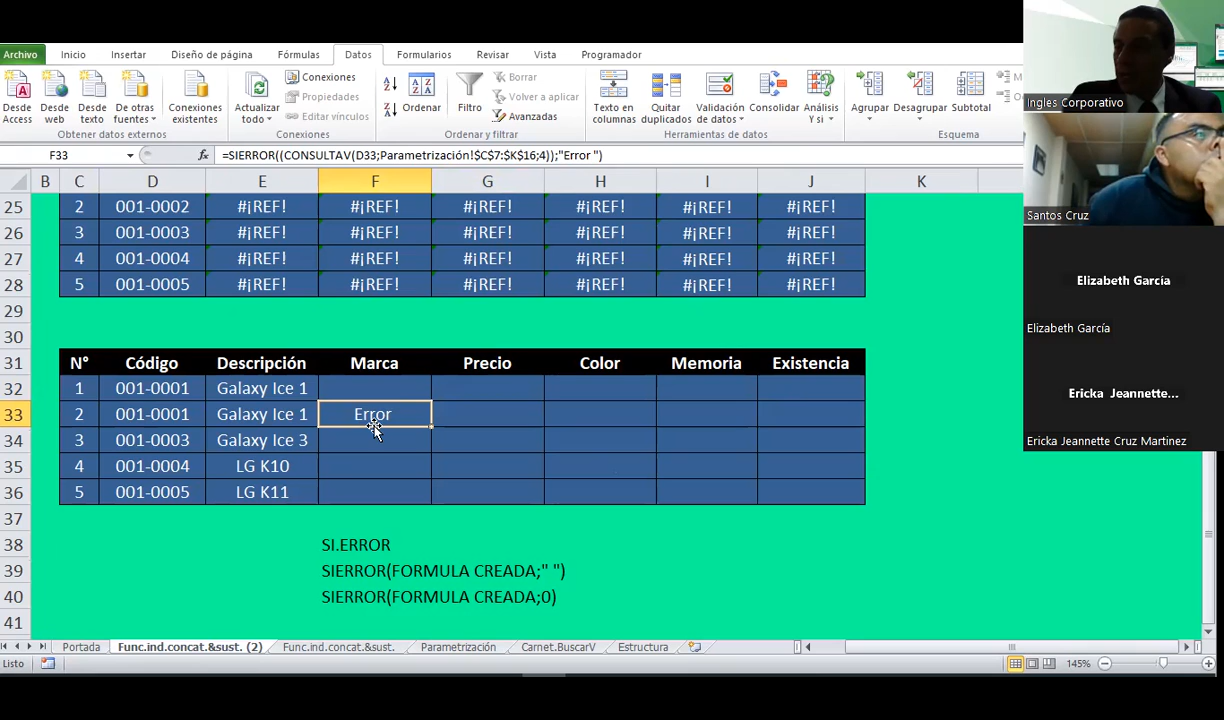 Archivo Inicio Insertar Diseño de página Fórmulas Datos Formularios Revisar Vista Programador
Desde Access
Desde web
Desde texto
De otras fuentes
Conexiones existentes
Obtener datos externos
Actualizar todo
Conexiones
Propiedades
Editar vínculos
Conexiones
Ordenar
Filtro
Borrar
Volver a aplicar
Avanzadas
Ordenar y filtrar
Texto en columnas
Quitar duplicados
Validación de datos
Consolidar
Análisis Y si
Herramientas de datos
Agrupar
Desagrupar
Subtotal
Esquema
F33 fx =SIERROR((CONSULTAV(D33;Parametrización!$C$7:$K$16;4));"Error ")
B C D E F G H I J K
25 2 001-0002 #¡REF! #¡REF! #¡REF! #¡REF! #¡REF! #¡REF!
26 3 001-0003 #¡REF! #¡REF! #¡REF! #¡REF! #¡REF! #¡REF!
27 4 001-0004 #¡REF! #¡REF! #¡REF! #¡REF! #¡REF! #¡REF!
28 5 001-0005 #¡REF! #¡REF! #¡REF! #¡REF! #¡REF! #¡REF!
29
30
31 N° Código Descripción Marca Precio Color Memoria Existencia
32 1 001-0001 Galaxy Ice 1
33 2 001-0001 Galaxy Ice 1 Error
34 3 001-0003 Galaxy Ice 3
35 4 001-0004 LG K10
36 5 001-0005 LG K11
37
38 SI.ERROR
39 SIERROR(FORMULA CREADA;" ")
40 SIERROR(FORMULA CREADA;0)
41
Portada Func.ind.concat.&sust. (2) Func.ind.concat.&sust. Parametrización Carnet.BuscarV Estructura
Listo 145%
Ingles Corporativo
Santos Cruz
Elizabeth García
Elizabeth García
Ericka Jeannette...
Ericka Jeannette Cruz Martinez